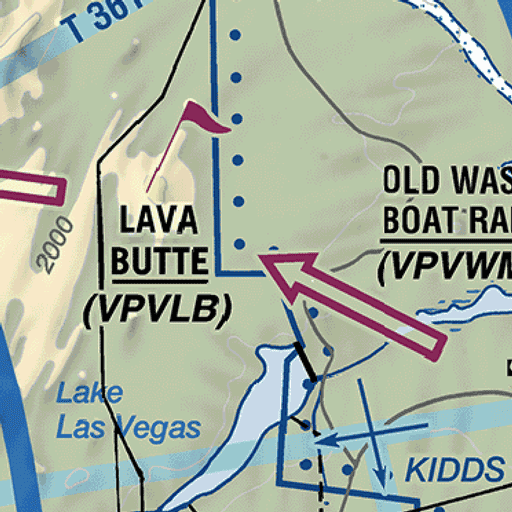 T 361
OLD WAS
BOAT RA
(VPVWM
LAVA
BUTTE
(VPVLB)
2000
Lake
Las Vegas
KIDDS